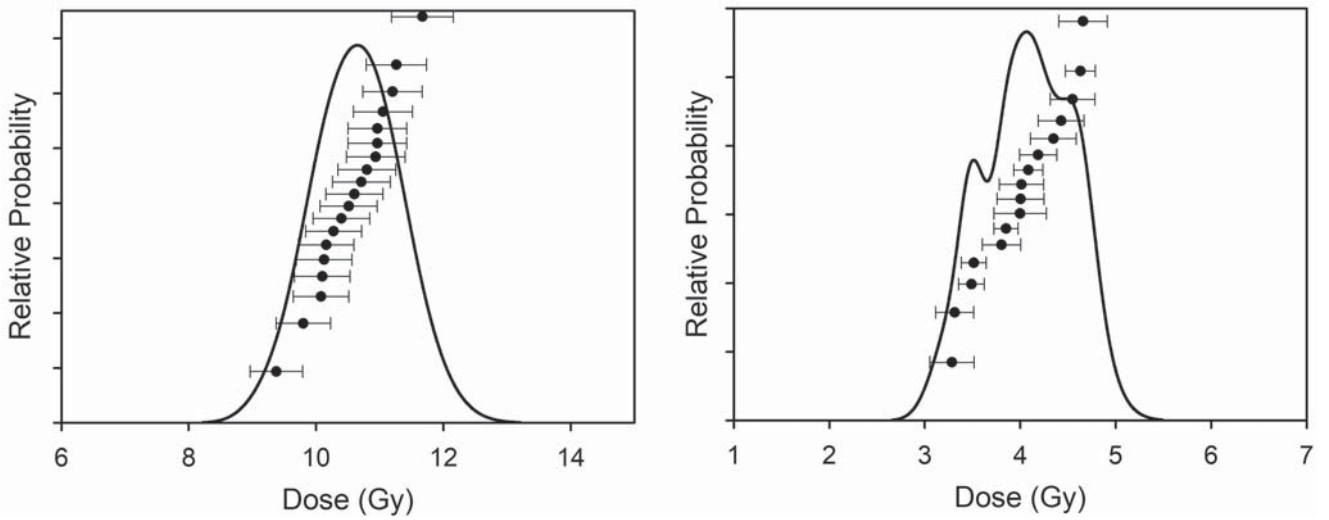 Relative Probability
6 8 10 12 14
Dose (Gy)
Relative Probability
1 2 3 4 5 6 7
Dose (Gy)